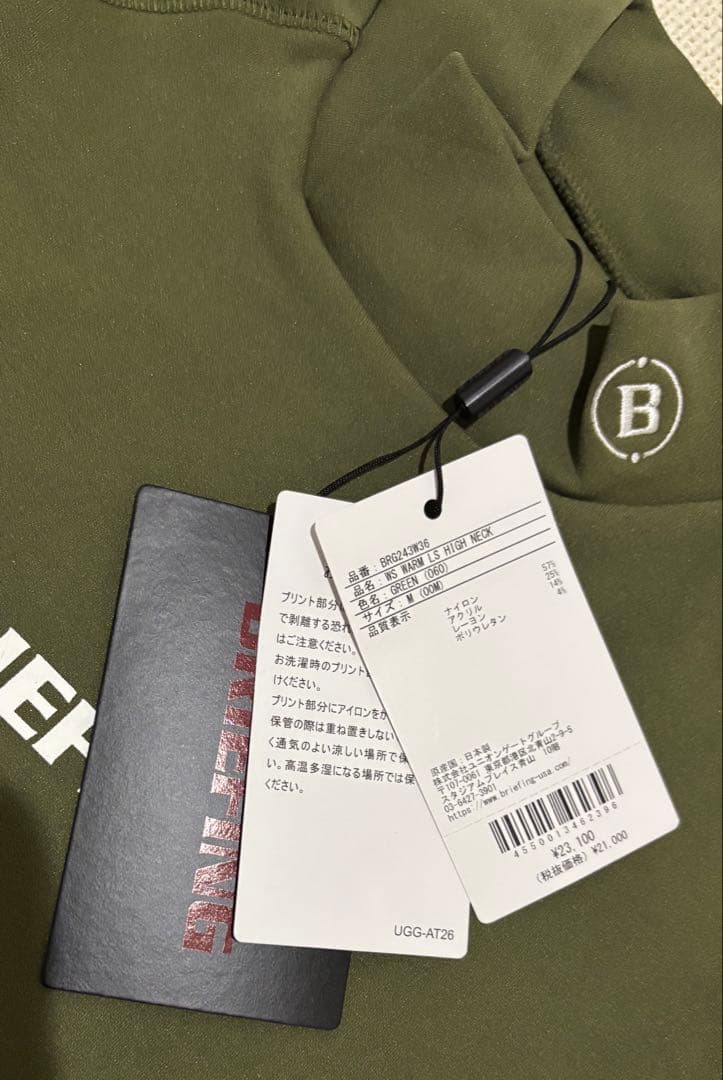 B
BRIEFING
プリント部分に
で剥離する恐れ
はご注意ください。
お洗濯時のプリント
けください。
プリント部分にアイロンをか
保管の際は重ね置きしない
く通気のよい涼しい場所で保
い。高温多湿になる場所では保
ください。
UGG-AT26
品番 : BRG243W36
品名 : WS WARM LS HIGH NECK
色名 : GREEN (060)
サイズ : M (00M)
品質表示
ナイロン 57%
アクリル 25%
レーヨン 14%
ポリウレタン 4%
原産国 : 日本製
株式会社ユニオンゲートグループ
〒107-0061 東京都港区北青山2-9-5
スタジアムプレイス青山 10階
03-6427-3901
https://www.briefing-usa.com/
4550013462396
¥23,100
(税抜価格) ¥21,000